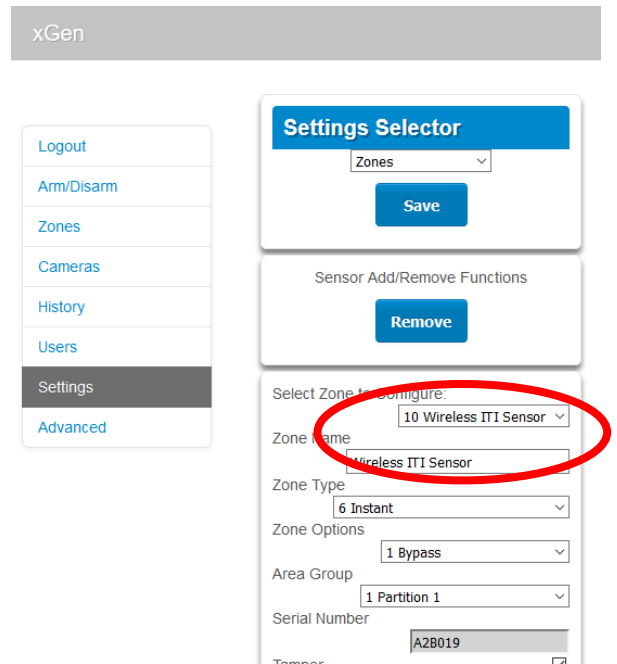 xGen
Logout
Arm/Disarm
Zones
Cameras
History
Users
Settings
Advanced
Settings Selector
Zones
Save
Sensor Add/Remove Functions
Remove
Select Zone to Configure:
10 Wireless ITI Sensor
Zone Name
Wireless ITI Sensor
Zone Type
6 Instant
Zone Options
1 Bypass
Area Group
1 Partition 1
Serial Number
A2B019
Tamper